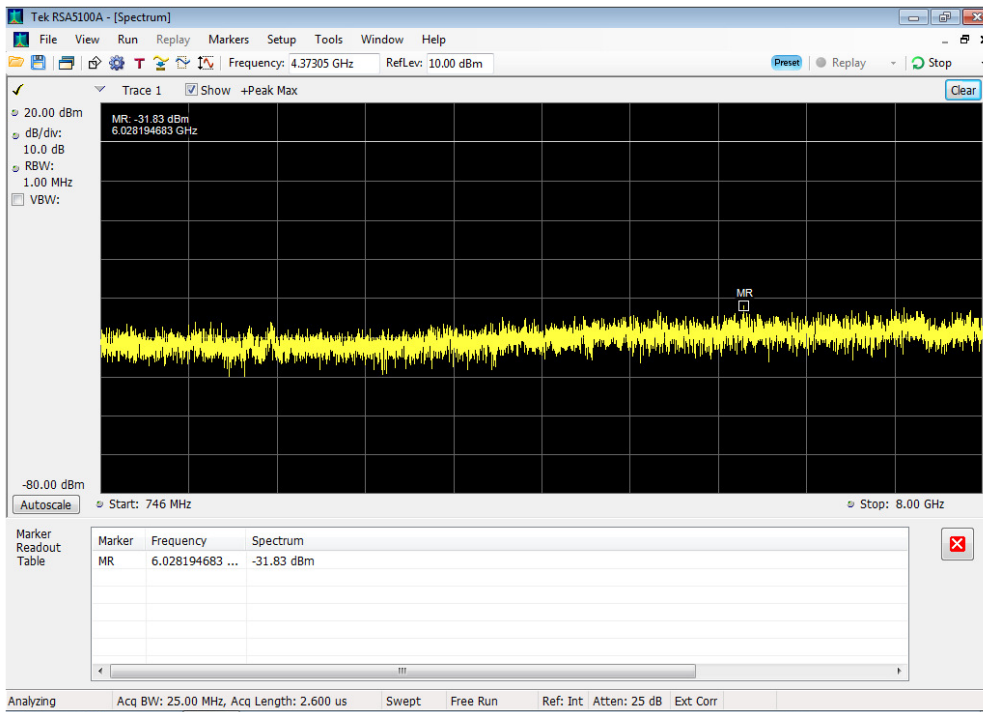 Tek RSA5100A - [Spectrum]
File View Run Replay Markers Setup Tools Window Help
T Frequency: 4.37305 GHz RefLev: 10.00 dBm Preset Replay Stop
Trace 1 Show +Peak Max Clear
20.00 dBm
dB/div:
10.0 dB
RBW:
1.00 MHz
VBW:
MR: -31.83 dBm
6.028194683 GHz
MR
-80.00 dBm
Autoscale Start: 746 MHz Stop: 8.00 GHz
Marker
Readout
Table
Marker Frequency Spectrum
MR 6.028194683 ... -31.83 dBm
Analyzing Acq BW: 25.00 MHz, Acq Length: 2.600 us Swept Free Run Ref: Int Atten: 25 dB Ext Corr